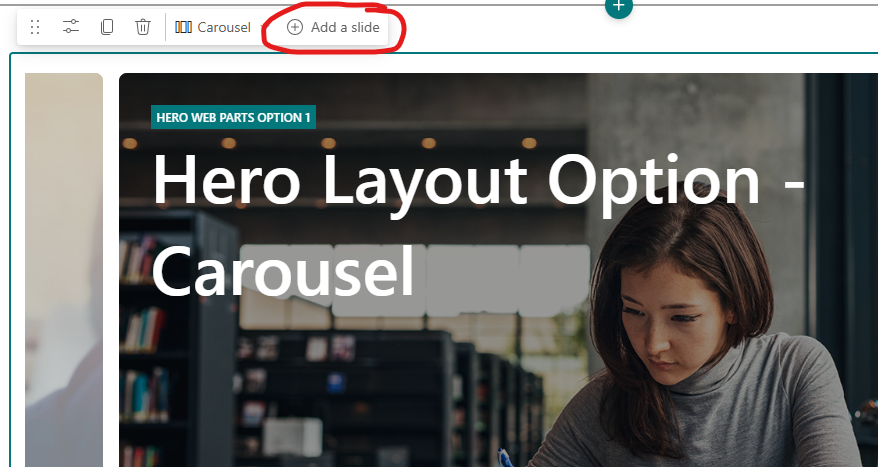 Carousel
Add a slide
HERO WEB PARTS OPTION 1
Hero Layout Option -
Carousel